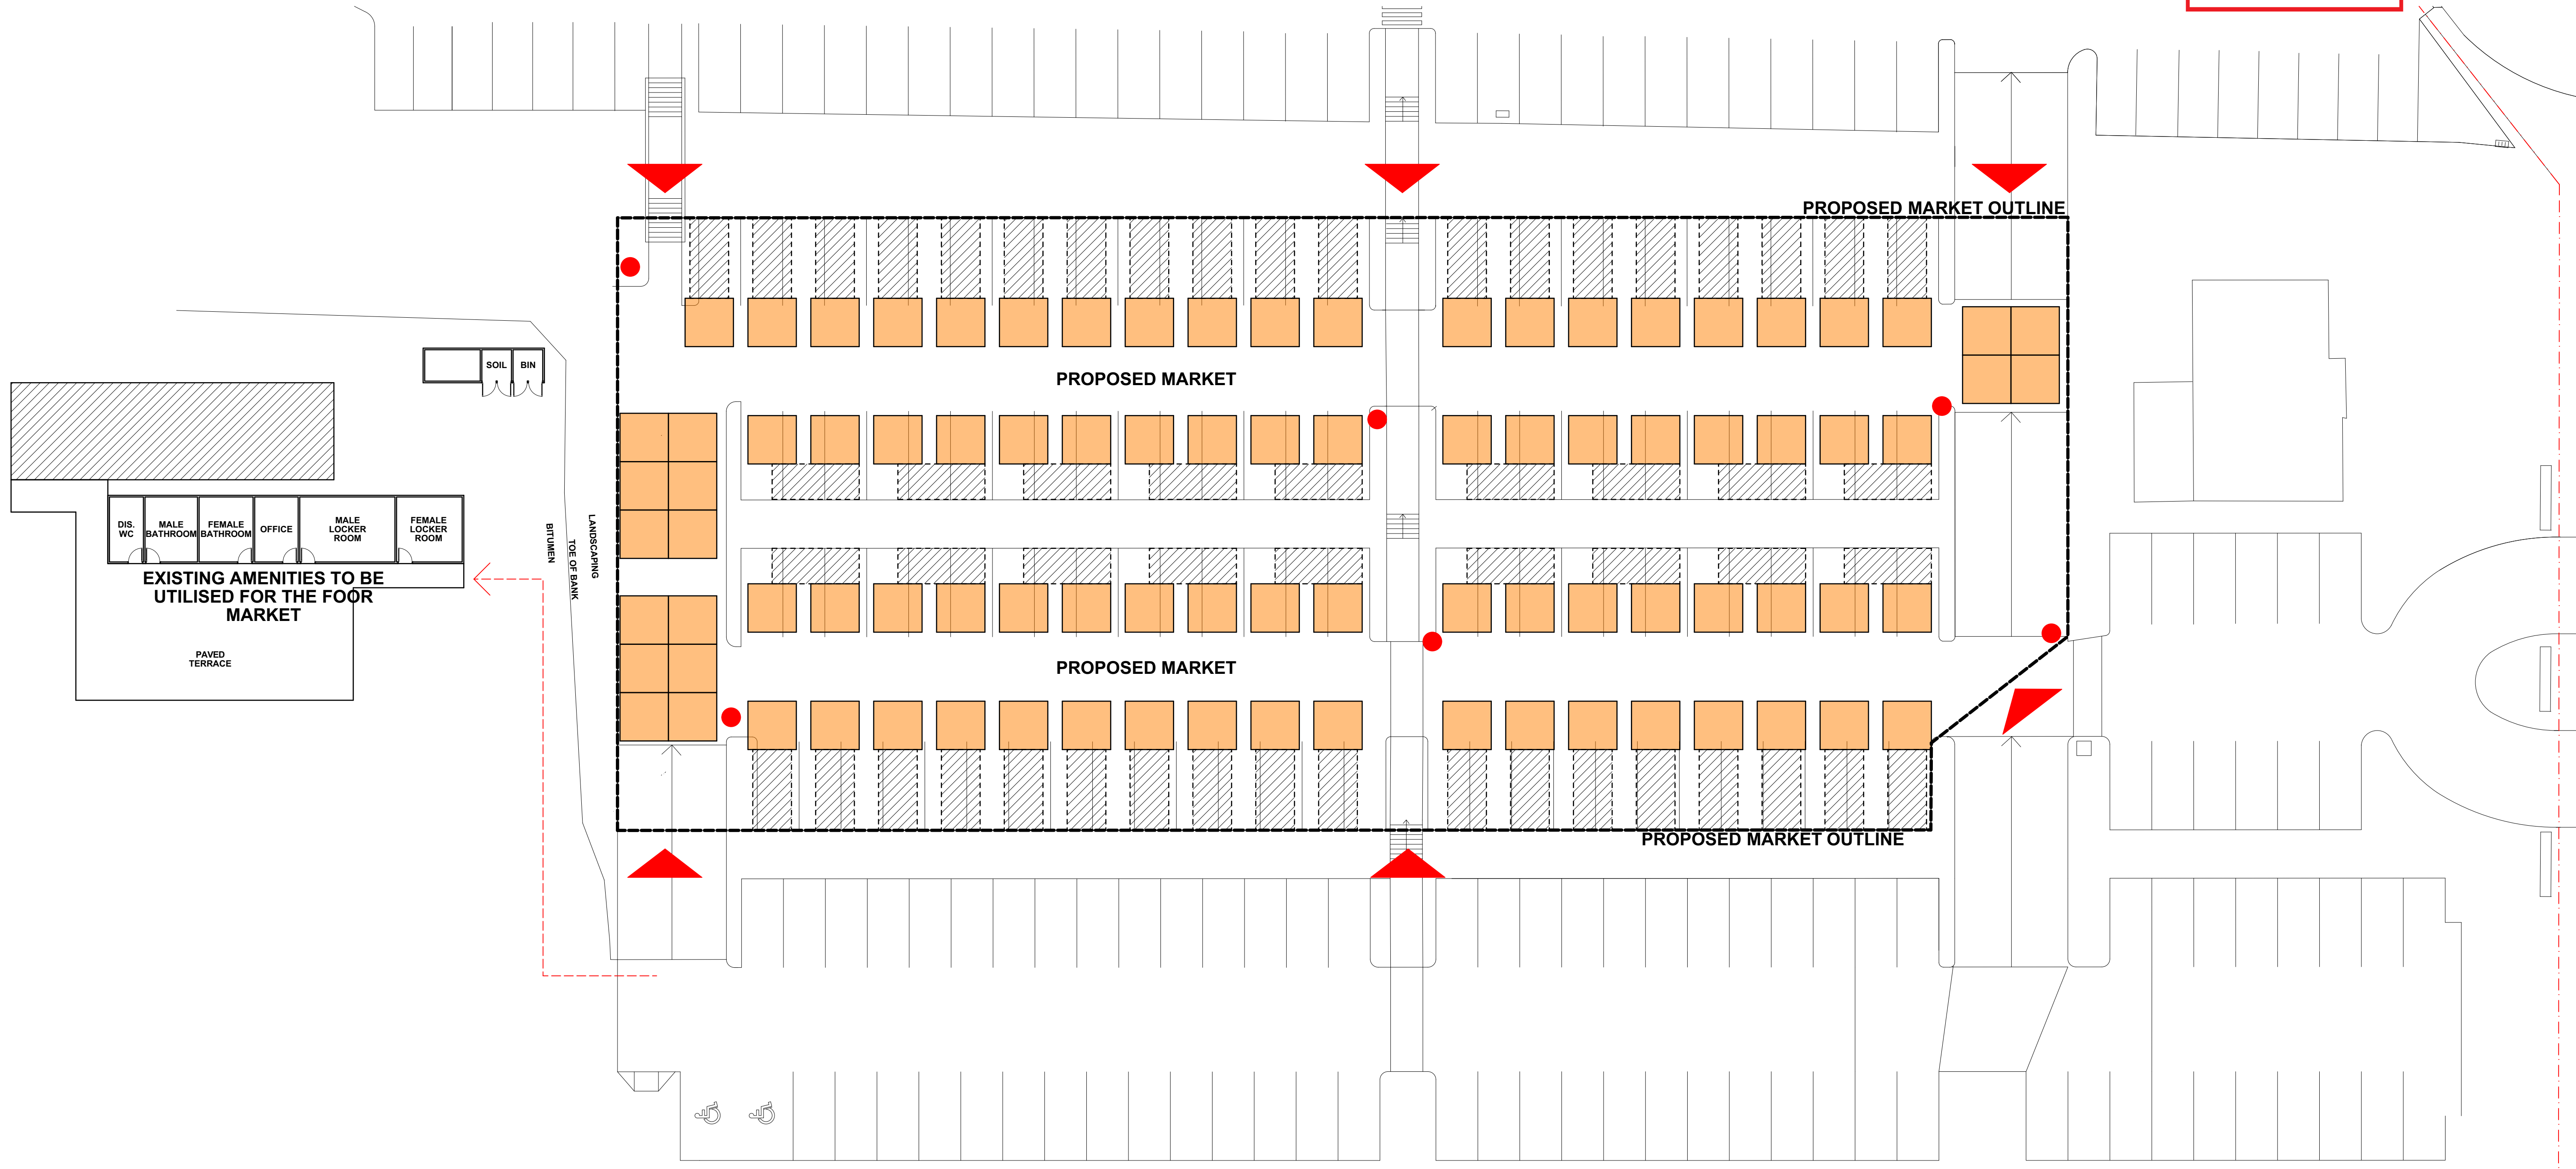 PROPOSED MARKET OUTLINE
SOIL
BIN
PROPOSED MARKET
DIS.
WC
MALE
BATHROOM
FEMALE
BATHROOM
OFFICE
MALE
LOCKER
ROOM
FEMALE
LOCKER
ROOM
BITUMEN
TOE OF BANK
LANDSCAPING
EXISTING AMENITIES TO BE
UTILISED FOR THE FOOR
MARKET
PAVED
TERRACE
PROPOSED MARKET
PROPOSED MARKET OUTLINE